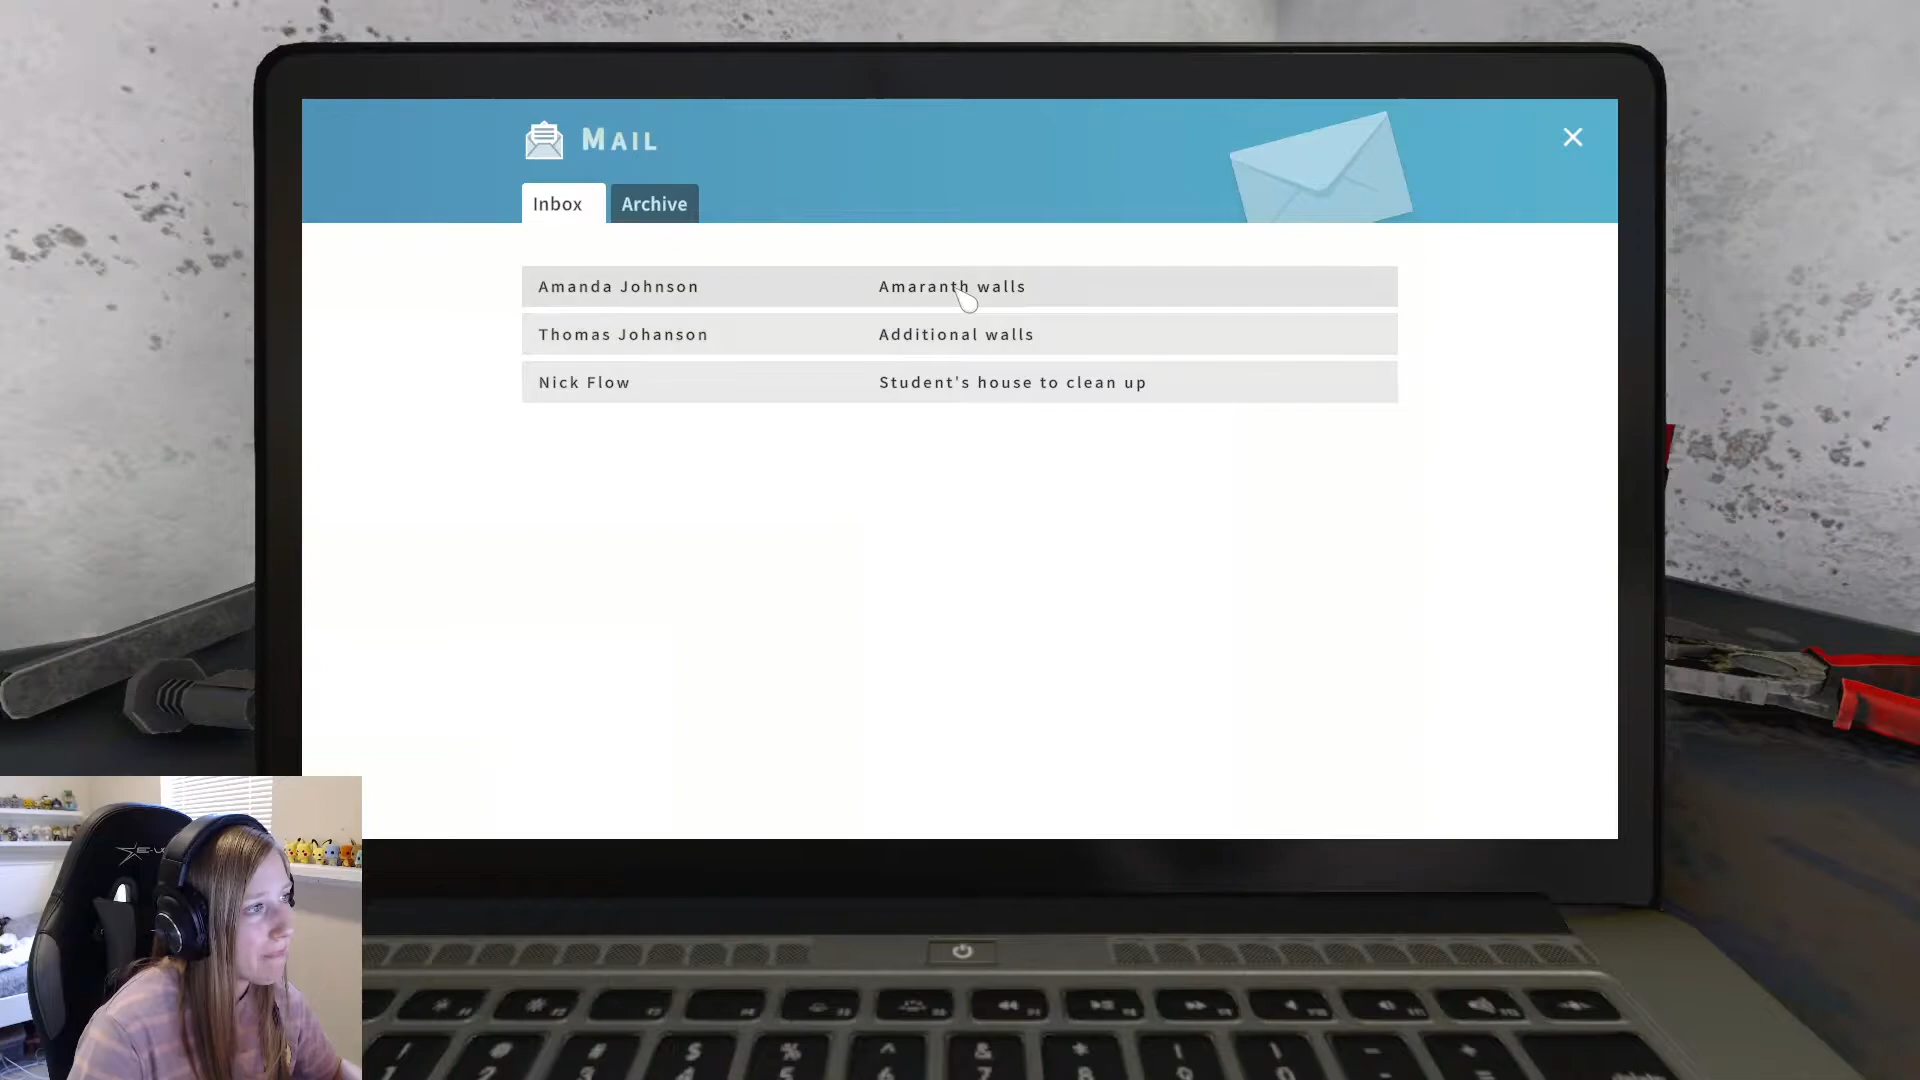 MAIL
Inbox
Archive
Amanda Johnson
Amaranth walls
Thomas Johanson
Additional walls
Nick Flow
Student's house to clean up